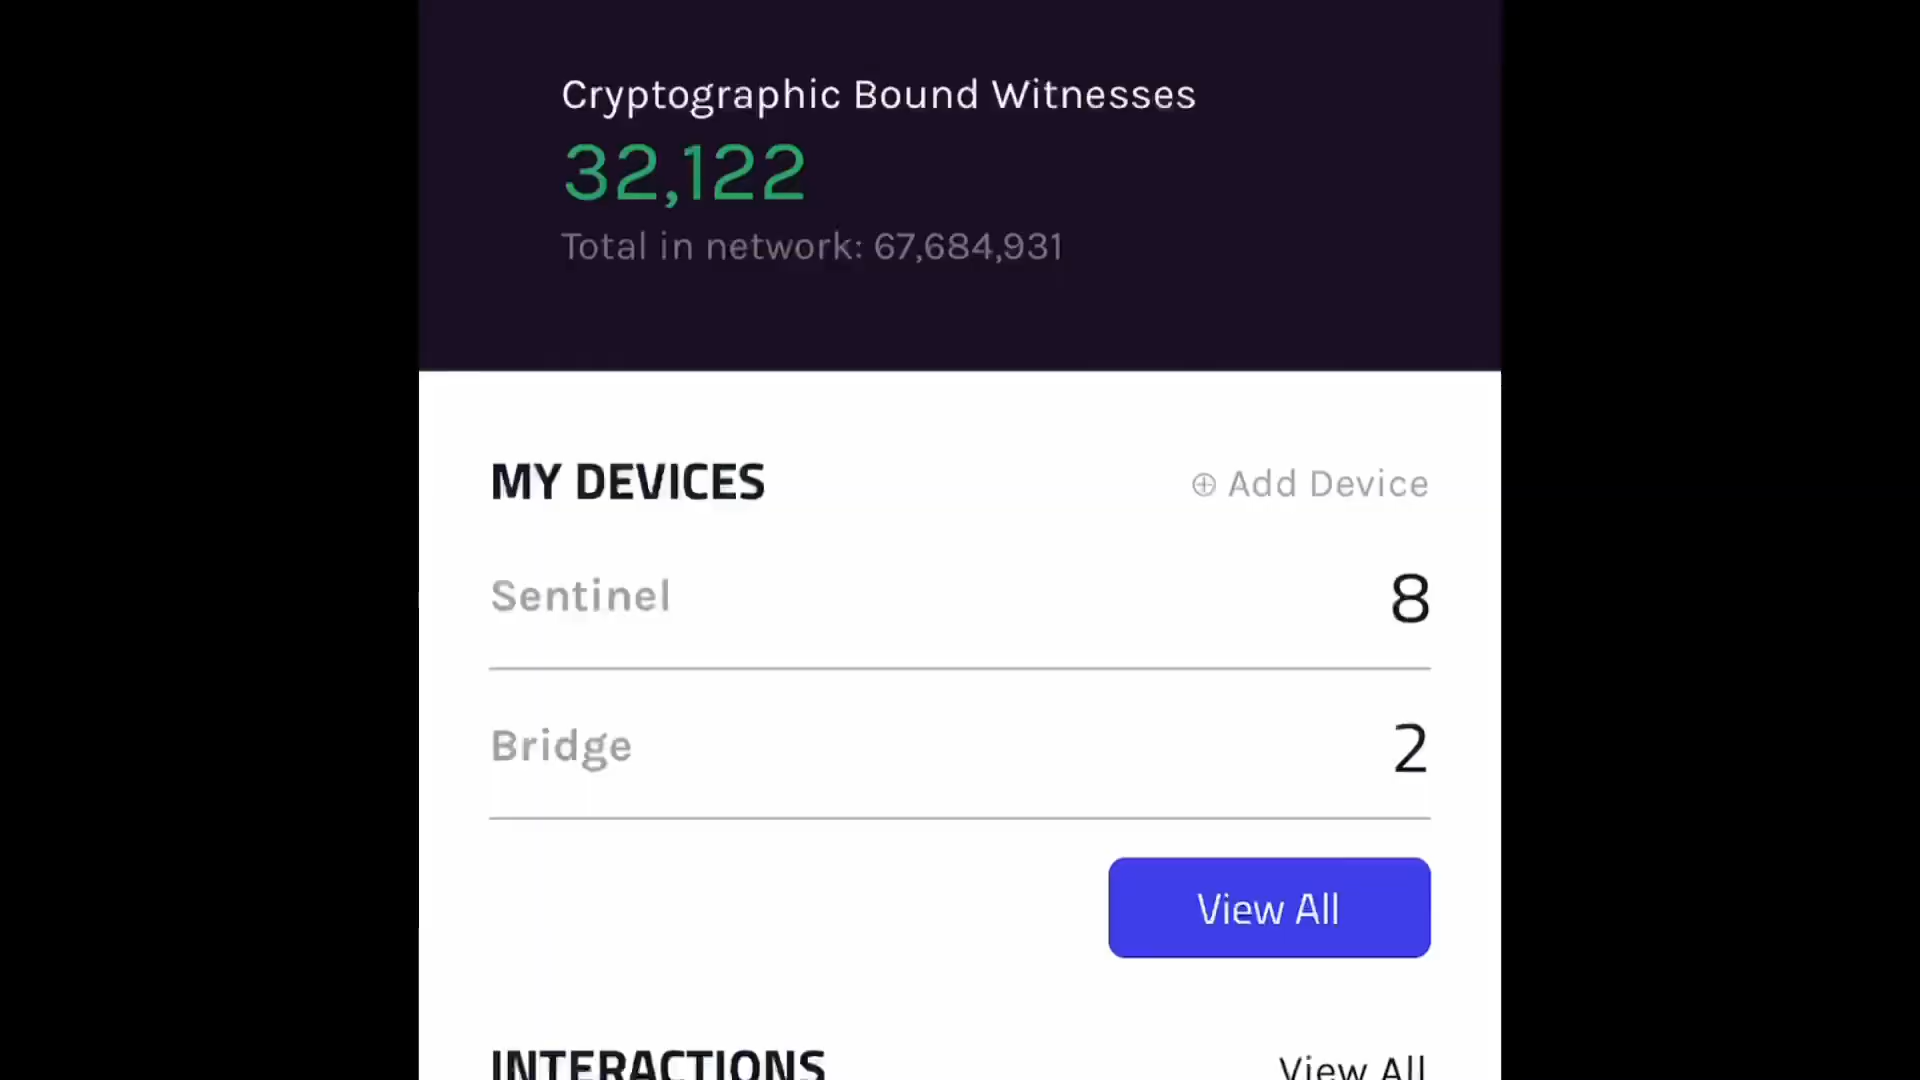 Cryptographic Bound Witnesses
32,122
Total in network: 67,684,931
MY DEVICES
⊕ Add Device
Sentinel
8
Bridge
2
View All
INTERACTIONS
View All